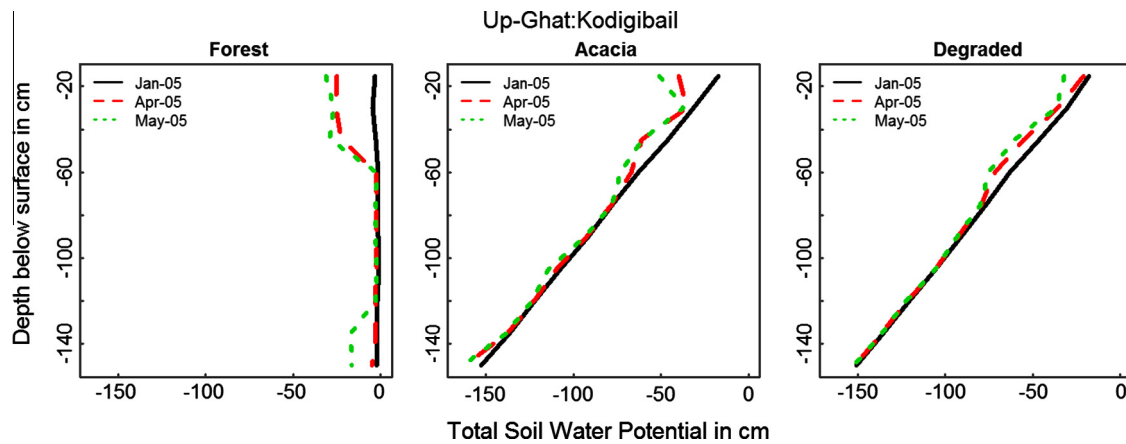 Up-Ghat:Kodigibail
Forest
Acacia
Degraded
Jan-05
Apr-05
May-05
Jan-05
Apr-05
May-05
Jan-05
Apr-05
May-05
Depth below surface in cm
-20
-60
-100
-140
-20
-60
-100
-140
-20
-60
-100
-140
-150 -100 -50 0
-150 -100 -50 0
-150 -100 -50 0
Total Soil Water Potential in cm